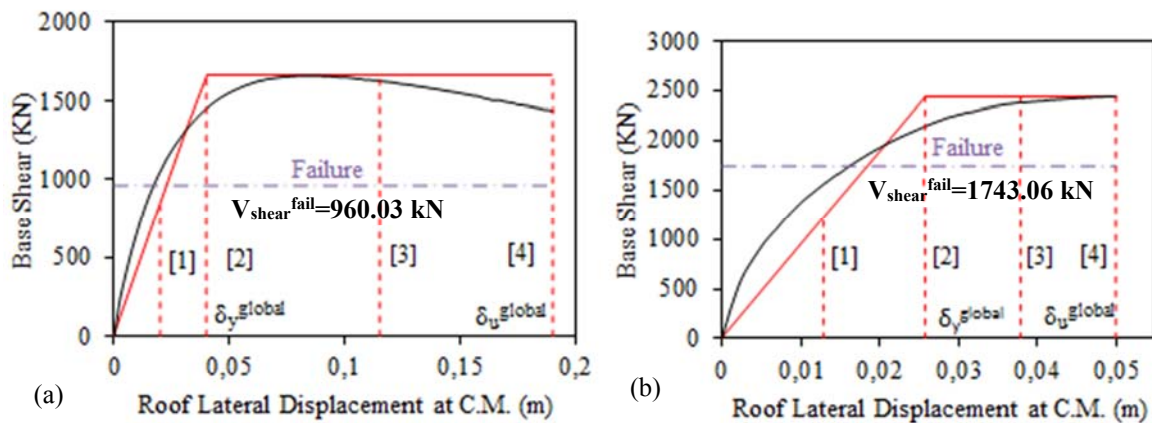 2000
1500
1000
500
0
Base Shear (KN)
Failure
V_shear^fail=960.03 kN
[1] [2] [3] [4]
δ_y^global δ_u^global
0 0,05 0,1 0,15 0,2
(a) Roof Lateral Displacement at C.M. (m)
3000
2500
2000
1500
1000
500
0
Base Shear (KN)
Failure
V_shear^fail=1743.06 kN
[1] [2] [3] [4]
δ_y^global δ_u^global
0 0,01 0,02 0,03 0,04 0,05
(b) Roof Lateral Displacement at C.M. (m)